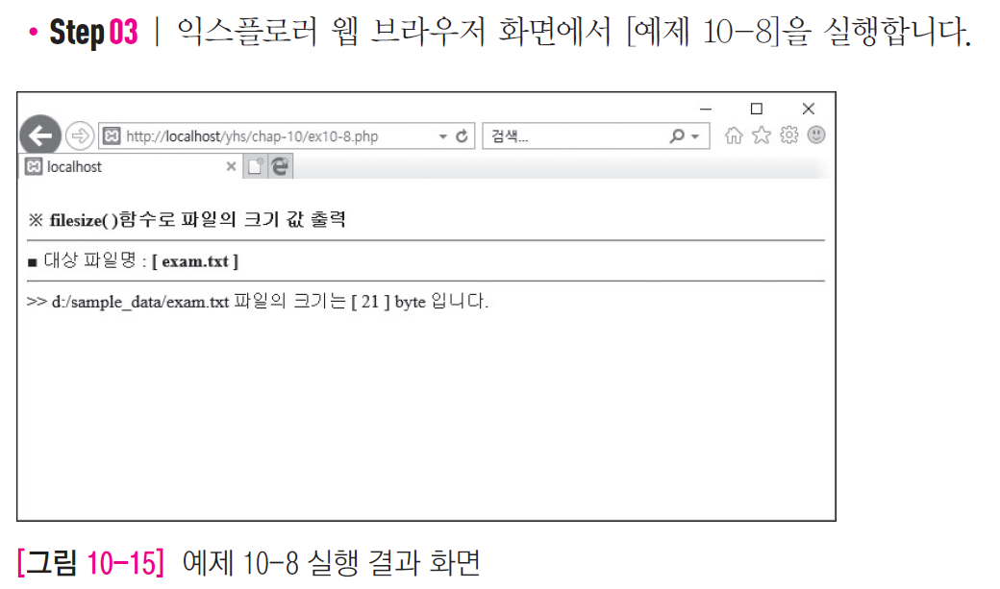 • Step 03 | 익스플로러 웹 브라우저 화면에서 [예제 10-8]을 실행합니다.
http://localhost/yhs/chap-10/ex10-8.php
검색...
localhost
※ filesize( )함수로 파일의 크기 값 출력
■ 대상 파일명 : [ exam.txt ]
>> d:/sample_data/exam.txt 파일의 크기는 [ 21 ] byte 입니다.
[그림 10-15] 예제 10-8 실행 결과 화면